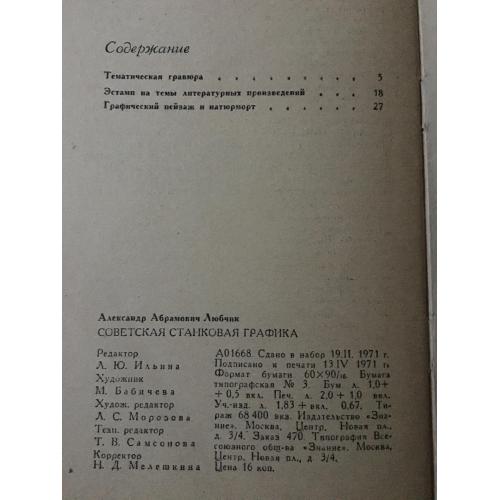 Содержание
Тематическая гравюра 5
Эстамп на темы литературных произведений 18
Графический пейзаж и натюрморт 27
Александр Абрамович Любчик
СОВЕТСКАЯ СТАНКОВАЯ ГРАФИКА
Редактор
Л. Ю. Ильина
Художник
М. Бабичева
Худож. редактор
Л. С. Морозова
Техн. редактор
Т. В. Самсонова
Корректор
Н. Д. Мелешкина
А01668. Сдано в набор 19.II. 1971 г.
Подписано к печати 13.IV 1971 г.
Формат бумаги 60×90/16. Бумага
типографская № 3. Бум л. 1,0+
+ 0,5 вкл. Печ. л. 2,0 + 1,0 вкл.
Уч.-изд. л. 1,83 + вкл. 0,67. Ти-
раж 68 400 экз. Издательство «Зна-
ние». Москва, Центр, Новая пл.,
д. 3/4. Заказ 470. Типография Все-
союзного общ-ва «Знание». Москва,
Центр, Новая пл., д 3/4.
Цена 16 коп.